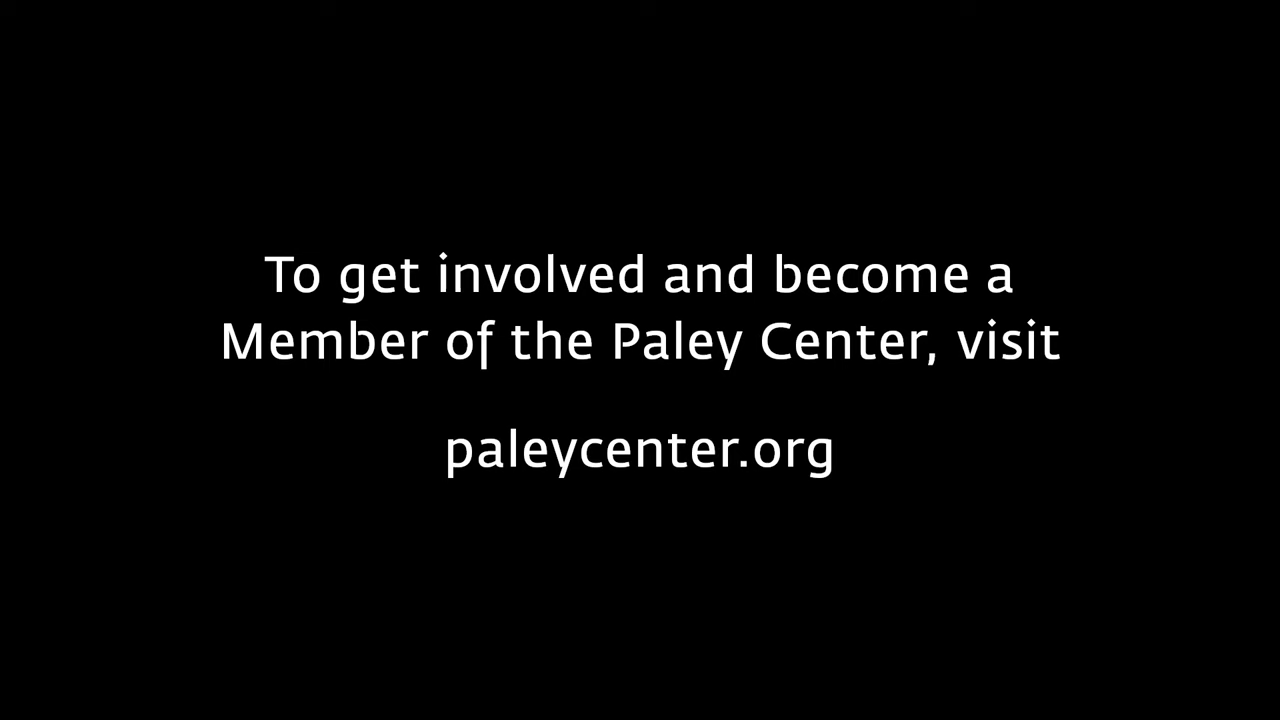 To get involved and become a
Member of the Paley Center, visit
paleycenter.org